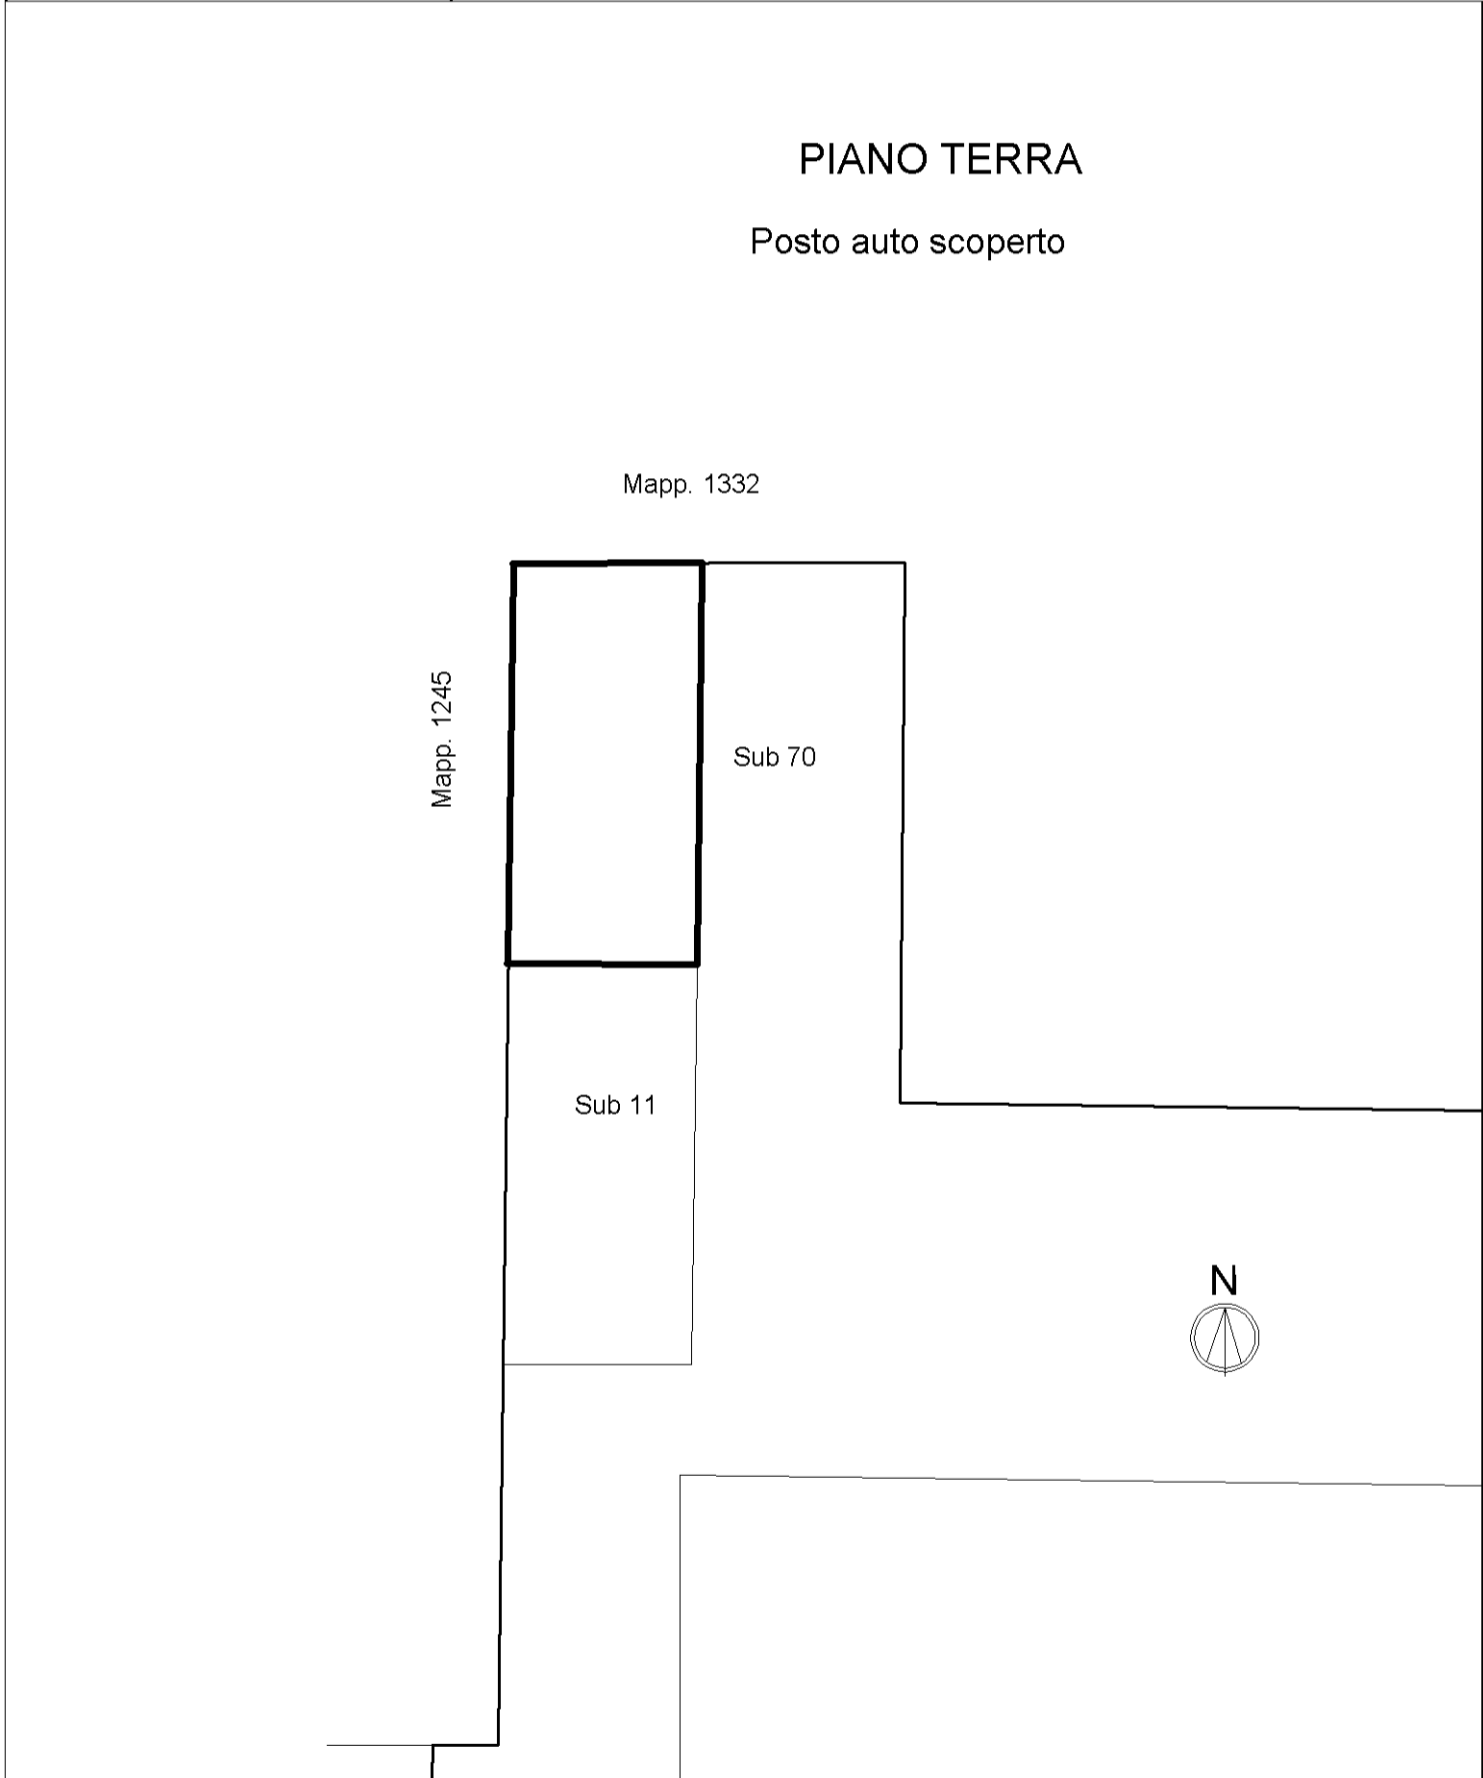 PIANO TERRA
Posto auto scoperto
Mapp. 1332
Mapp. 1245
Sub 70
Sub 11
N